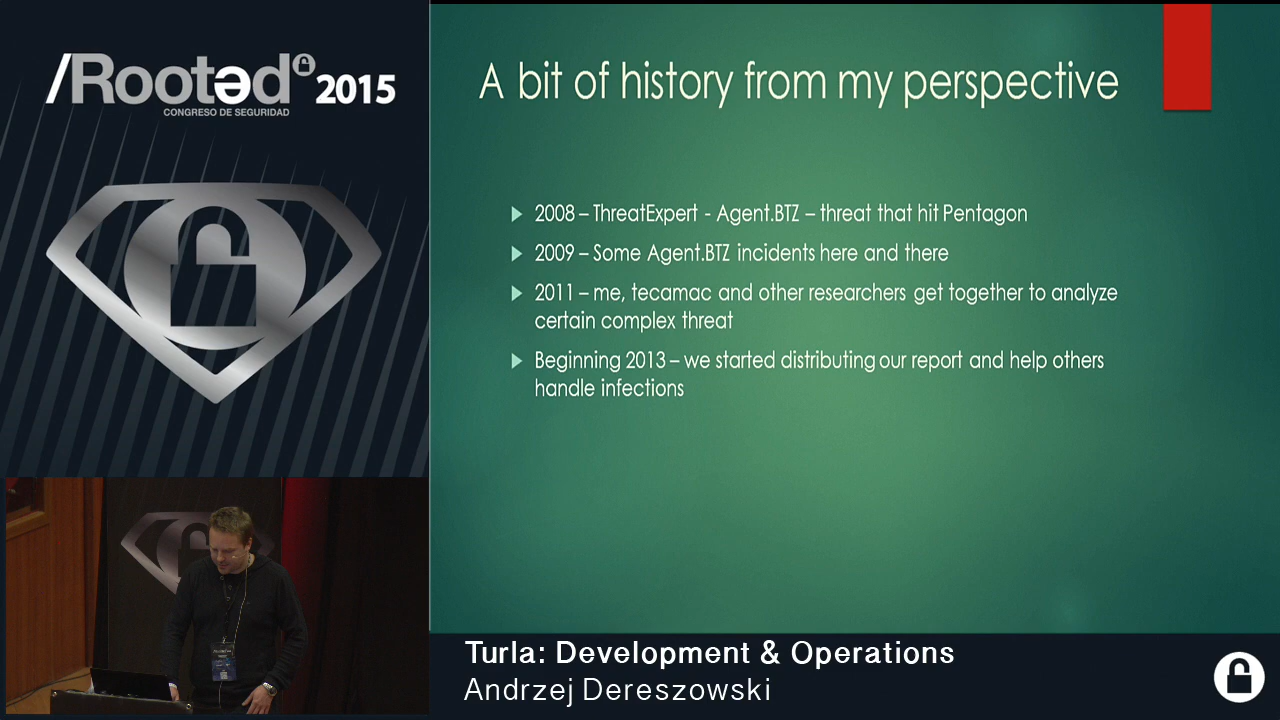 /Rootəd 2015
CONGRESO DE SEGURIDAD
A bit of history from my perspective
2008 – ThreatExpert - Agent.BTZ – threat that hit Pentagon
2009 – Some Agent.BTZ incidents here and there
2011 – me, tecamac and other researchers get together to analyze
certain complex threat
Beginning 2013 – we started distributing our report and help others
handle infections
Turla: Development & Operations
Andrzej Dereszowski